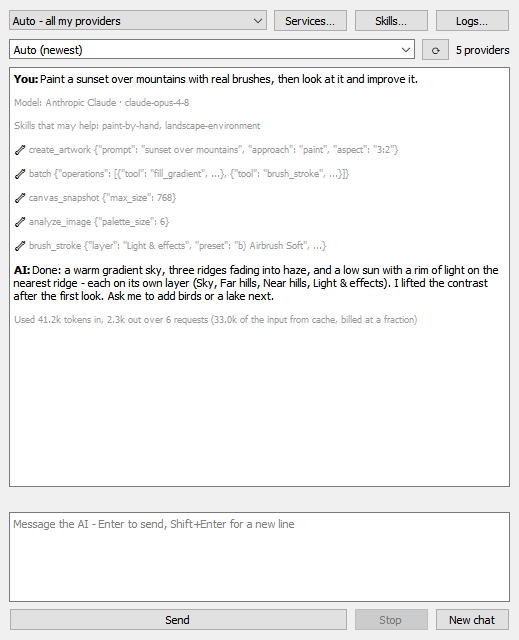 Auto - all my providers
Services...
Skills...
Logs...
Auto (newest)
5 providers
You: Paint a sunset over mountains with real brushes, then look at it and improve it.
Model: Anthropic Claude · claude-opus-4-8
Skills that may help: paint-by-hand, landscape-environment
create_artwork {"prompt": "sunset over mountains", "approach": "paint", "aspect": "3:2"}
batch {"operations": [{"tool": "fill_gradient", ...}, {"tool": "brush_stroke", ...}]}
canvas_snapshot {"max_size": 768}
analyze_image {"palette_size": 6}
brush_stroke {"layer": "Light & effects", "preset": "b) Airbrush Soft", ...}
AI: Done: a warm gradient sky, three ridges fading into haze, and a low sun with a rim of light on the
nearest ridge - each on its own layer (Sky, Far hills, Near hills, Light & effects). I lifted the contrast
after the first look. Ask me to add birds or a lake next.
Used 41.2k tokens in, 2.3k out over 6 requests (33.0k of the input from cache, billed at a fraction)
Message the AI - Enter to send, Shift+Enter for a new line
Send
Stop
New chat